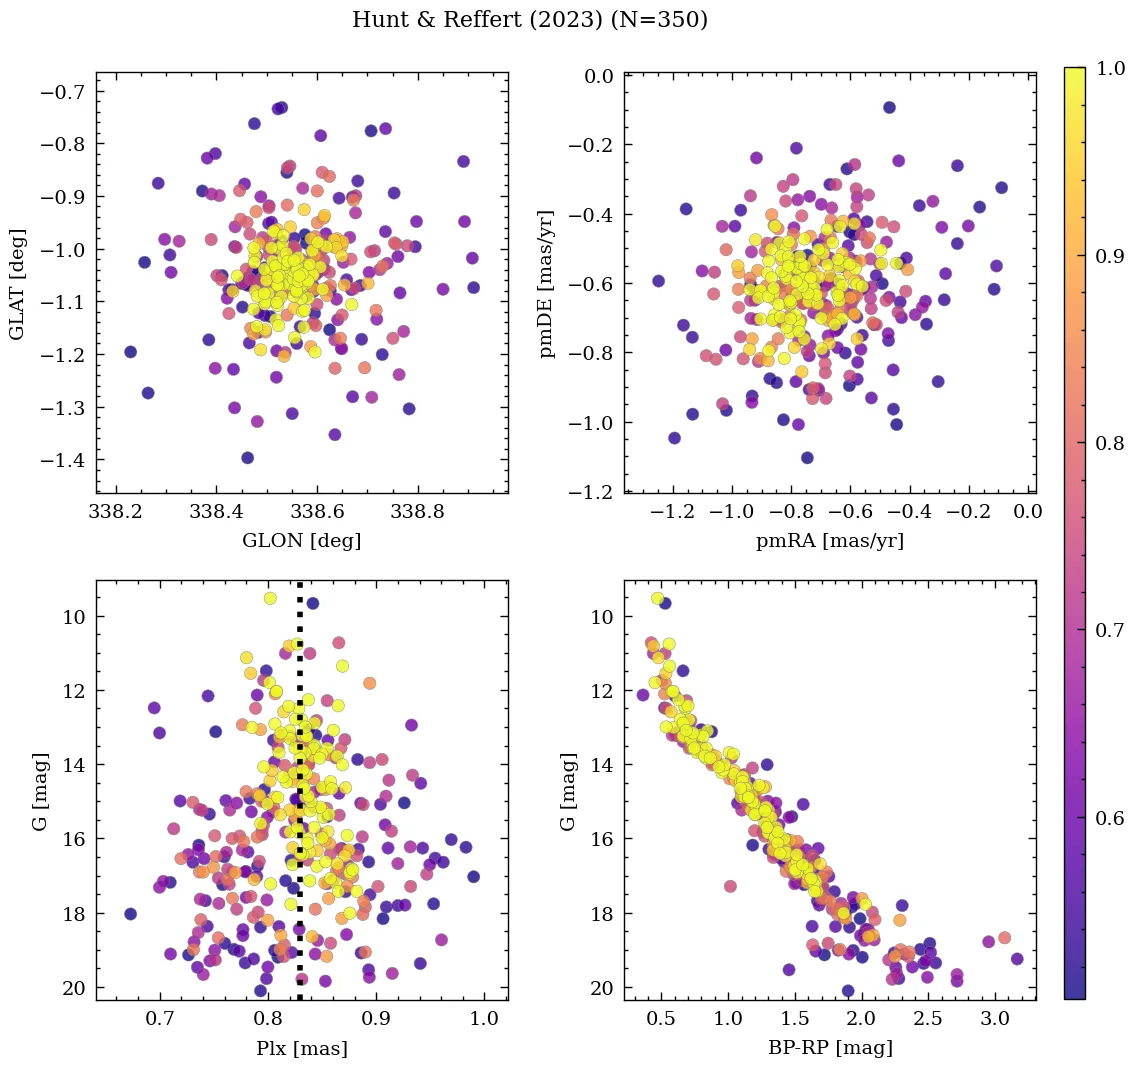 Hunt & Reffert (2023) (N=350)
−0.7
−0.8
−0.9
−1.0
−1.1
−1.2
−1.3
−1.4
GLAT [deg]
338.2 338.4 338.6 338.8
GLON [deg]
0.0
−0.2
−0.4
−0.6
−0.8
−1.0
−1.2
pmDE [mas/yr]
−1.2 −1.0 −0.8 −0.6 −0.4 −0.2 0.0
pmRA [mas/yr]
10
12
14
16
18
20
G [mag]
0.7 0.8 0.9 1.0
Plx [mas]
10
12
14
16
18
20
G [mag]
0.5 1.0 1.5 2.0 2.5 3.0
BP-RP [mag]
1.0
0.9
0.8
0.7
0.6